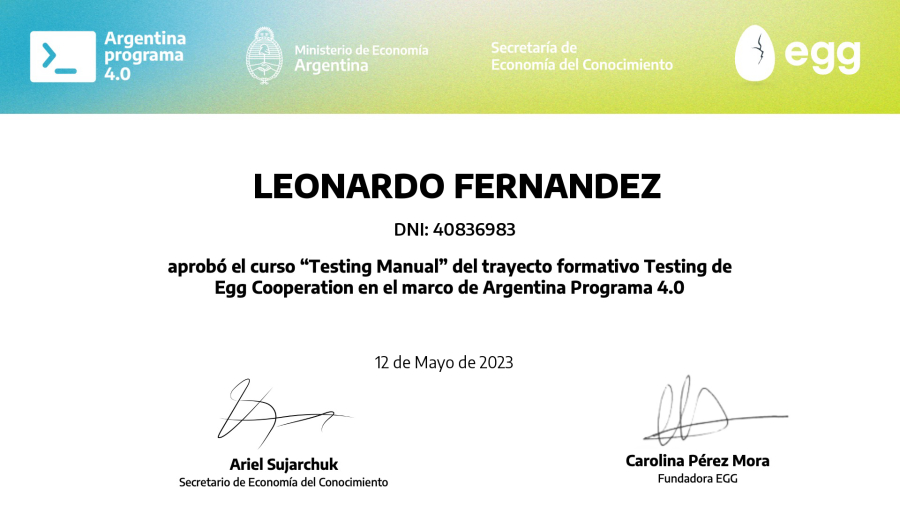 Argentina
programa
4.0
Ministerio de Economía
Argentina
Secretaría de
Economía del Conocimiento
egg
LEONARDO FERNANDEZ
DNI: 40836983
aprobó el curso “Testing Manual” del trayecto formativo Testing de
Egg Cooperation en el marco de Argentina Programa 4.0
12 de Mayo de 2023
Ariel Sujarchuk
Secretario de Economía del Conocimiento
Carolina Pérez Mora
Fundadora EGG